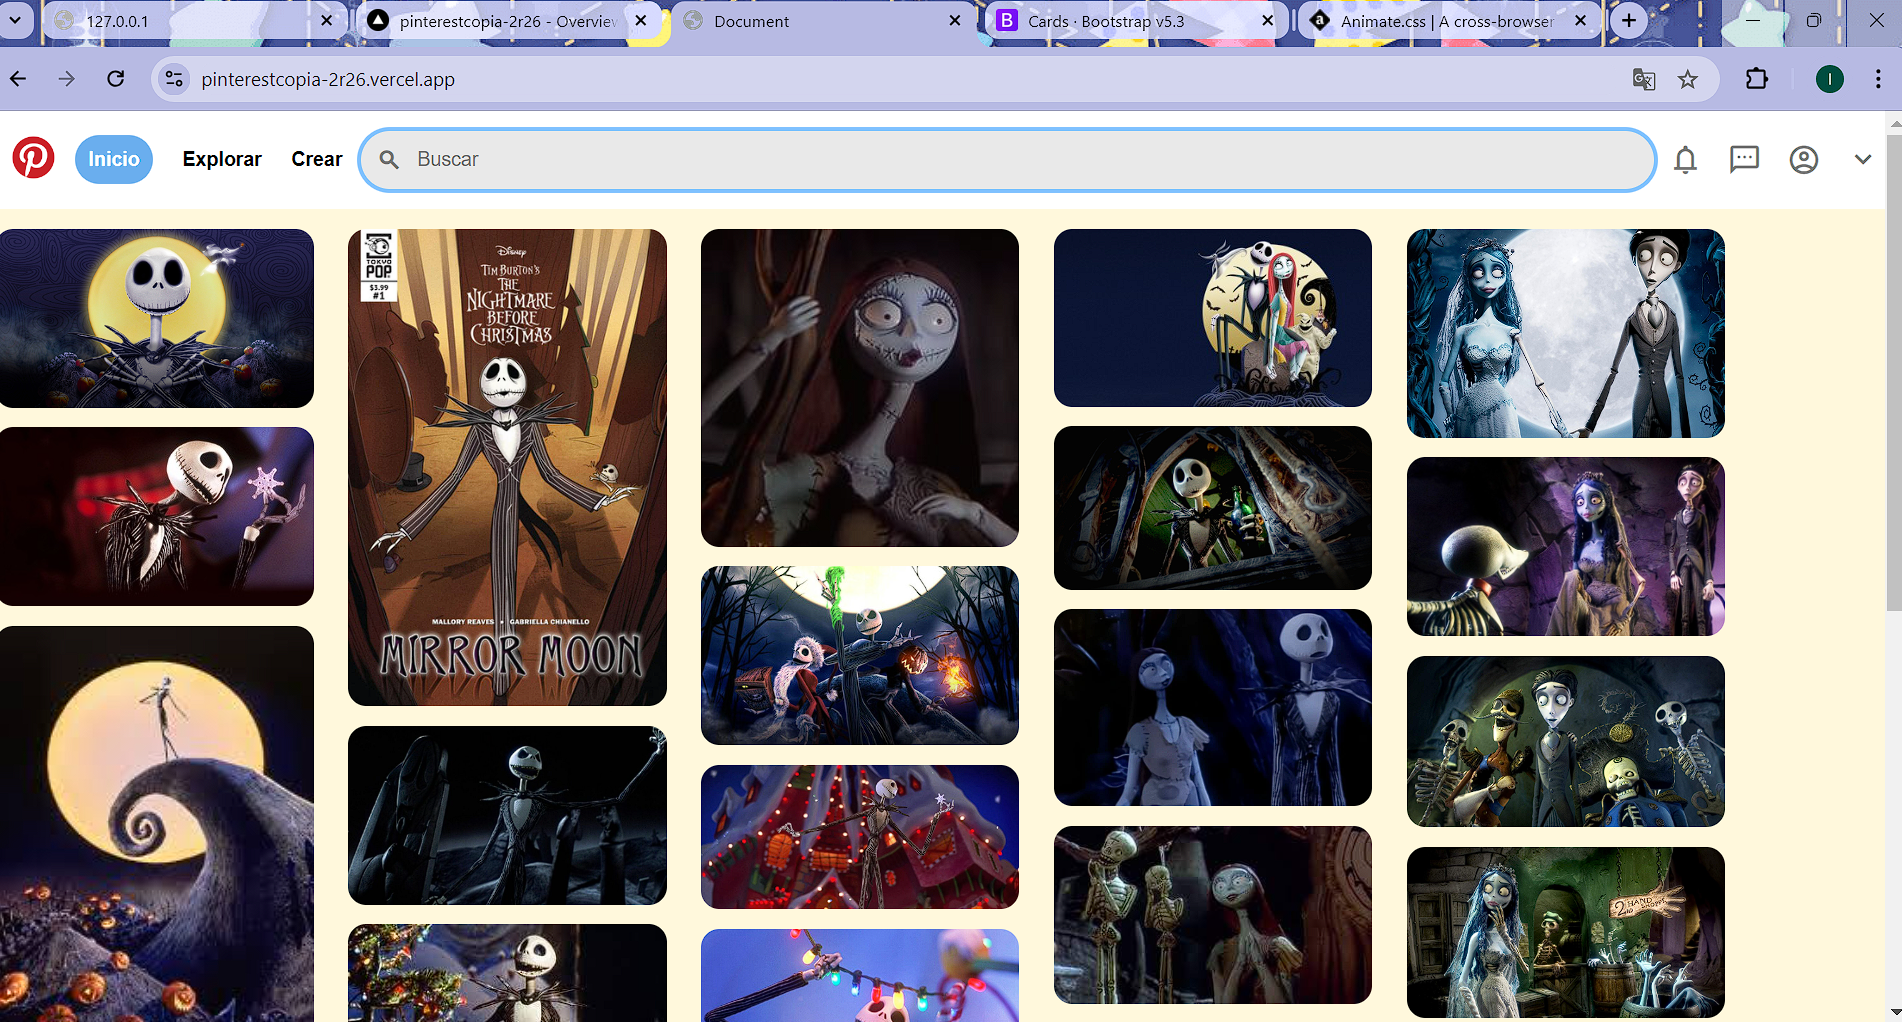 127.0.0.1
pinterestcopia-2r26 - Overview
Document
Cards · Bootstrap v5.3
Animate.css | A cross-browser
pinterestcopia-2r26.vercel.app
I
Inicio
Explorar
Crear
Buscar
TOKYO
POP
$3.99
#1
Disney
TIM BURTON'S
THE
NIGHTMARE
BEFORE
CHRISTMAS
MALLORY REAVES • GABRIELLA CHIANELLO
MIRROR MOON
2 HAND